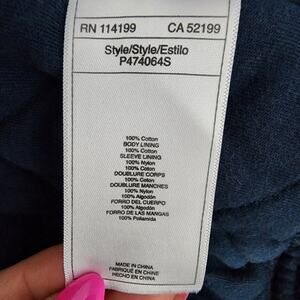 RN 114199 CA 52199
Style/Style/Estilo
P474064S
100% Cotton
BODY LINING
100% Cotton
SLEEVE LINING
100% Nylon
100% Coton
DOUBLURE CORPS
100% Coton
DOUBLURE MANCHES
100% Nylon
100% Algodón
FORRO DEL CUERPO
100% Algodón
FORRO DE LAS MANGAS
100% Poliamida
MADE IN CHINA
FABRIQUÉ EN CHINE
HECHO EN CHINA